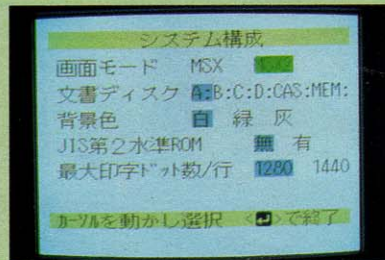 システム構成
画面モード MSX
文書ディスク A:B:C:D:CAS:MEM:
背景色 白 緑 灰
JIS第2水準ROM 無 有
最大印字ドット数/行 1280 1440
カーソルを動かし選択 <⏎>で終了